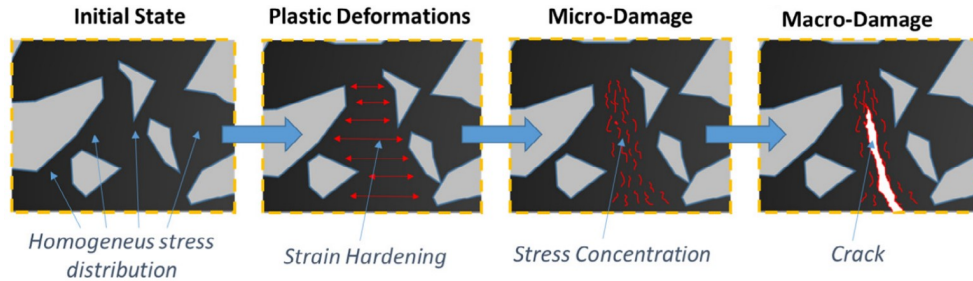 Initial State
Plastic Deformations
Micro-Damage
Macro-Damage
Homogeneus stress
distribution
Strain Hardening
Stress Concentration
Crack